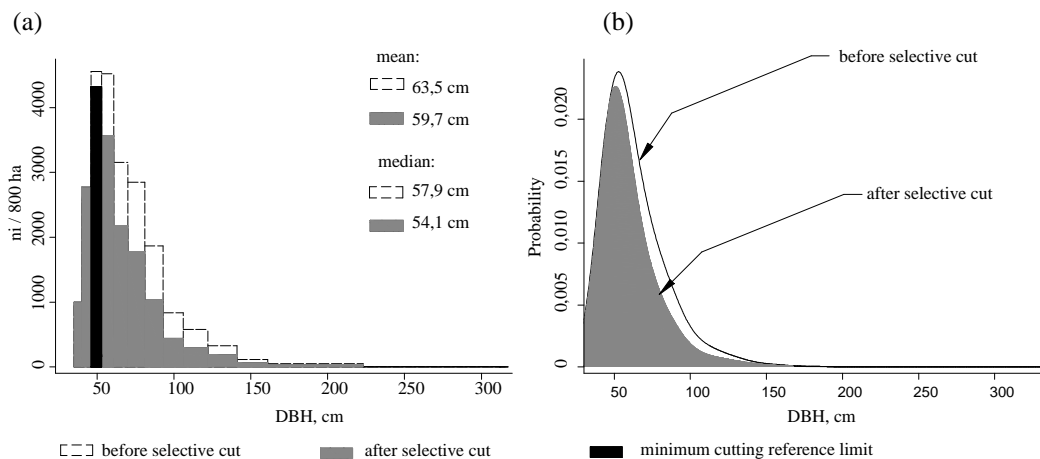 (a)
mean:
63,5 cm
59,7 cm
median:
57,9 cm
54,1 cm
ni / 800 ha
0
1000
2000
3000
4000
50
100
150
200
250
300
DBH, cm
(b)
before selective cut
after selective cut
Probability
0,000
0,005
0,010
0,015
0,020
50
100
150
200
250
300
DBH, cm
before selective cut
after selective cut
minimum cutting reference limit